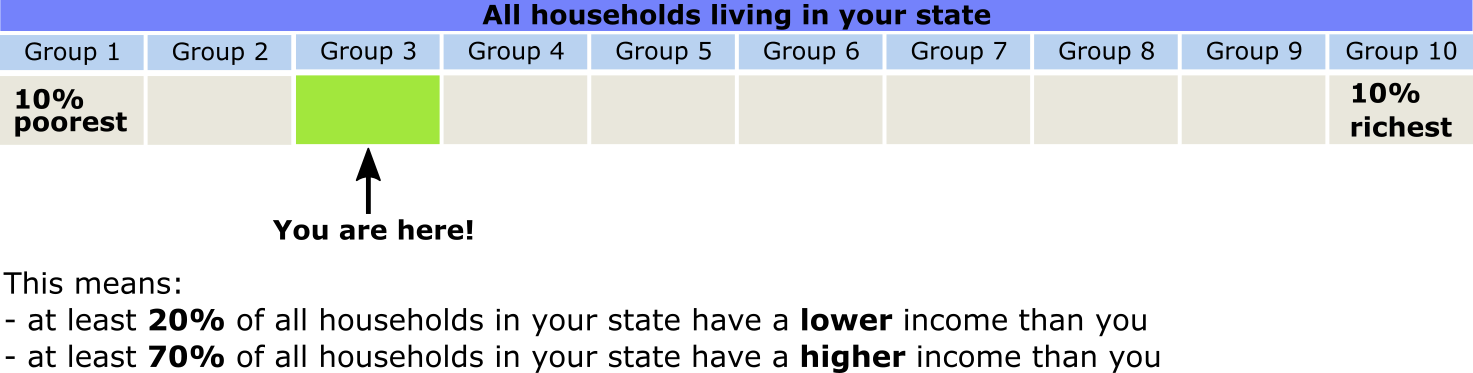 All households living in your state
Group 1 Group 2 Group 3 Group 4 Group 5 Group 6 Group 7 Group 8 Group 9 Group 10
10% poorest
10% richest
You are here!
This means:
- at least 20% of all households in your state have a lower income than you
- at least 70% of all households in your state have a higher income than you